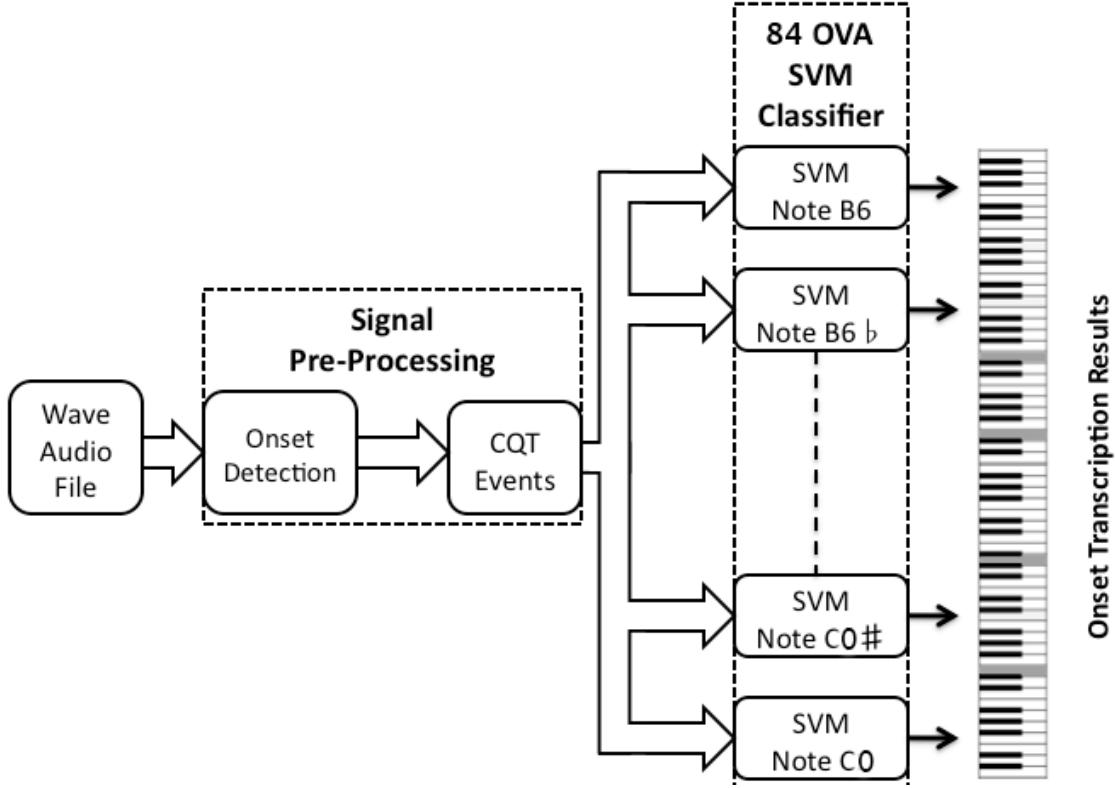 84 OVA
SVM
Classifier
SVM
Note B6
SVM
Note B6 ♭
Signal
Pre-Processing
Wave
Audio
File
Onset
Detection
CQT
Events
SVM
Note C0#
SVM
Note C0
Onset Transcription Results